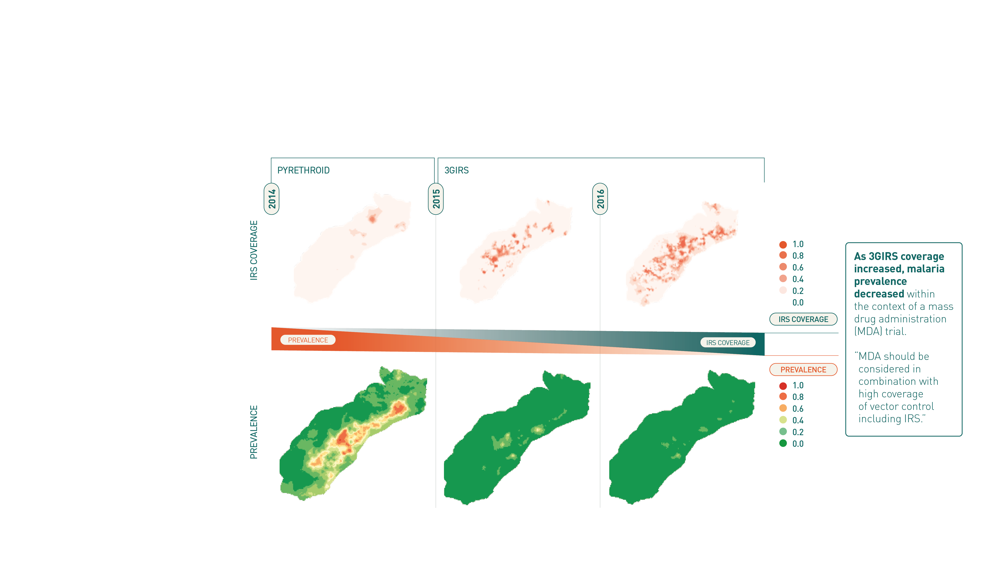 PYRETHROID
3GIRS
2014
2015
2016
IRS COVERAGE
1.0
0.8
0.6
0.4
0.2
0.0
IRS COVERAGE
PREVALENCE
IRS COVERAGE
PREVALENCE
PREVALENCE
1.0
0.8
0.6
0.4
0.2
0.0
As 3GIRS coverage
increased, malaria
prevalence
decreased within
the context of a mass
drug administration
(MDA) trial.
“MDA should be
considered in
combination with
high coverage
of vector control
including IRS.”